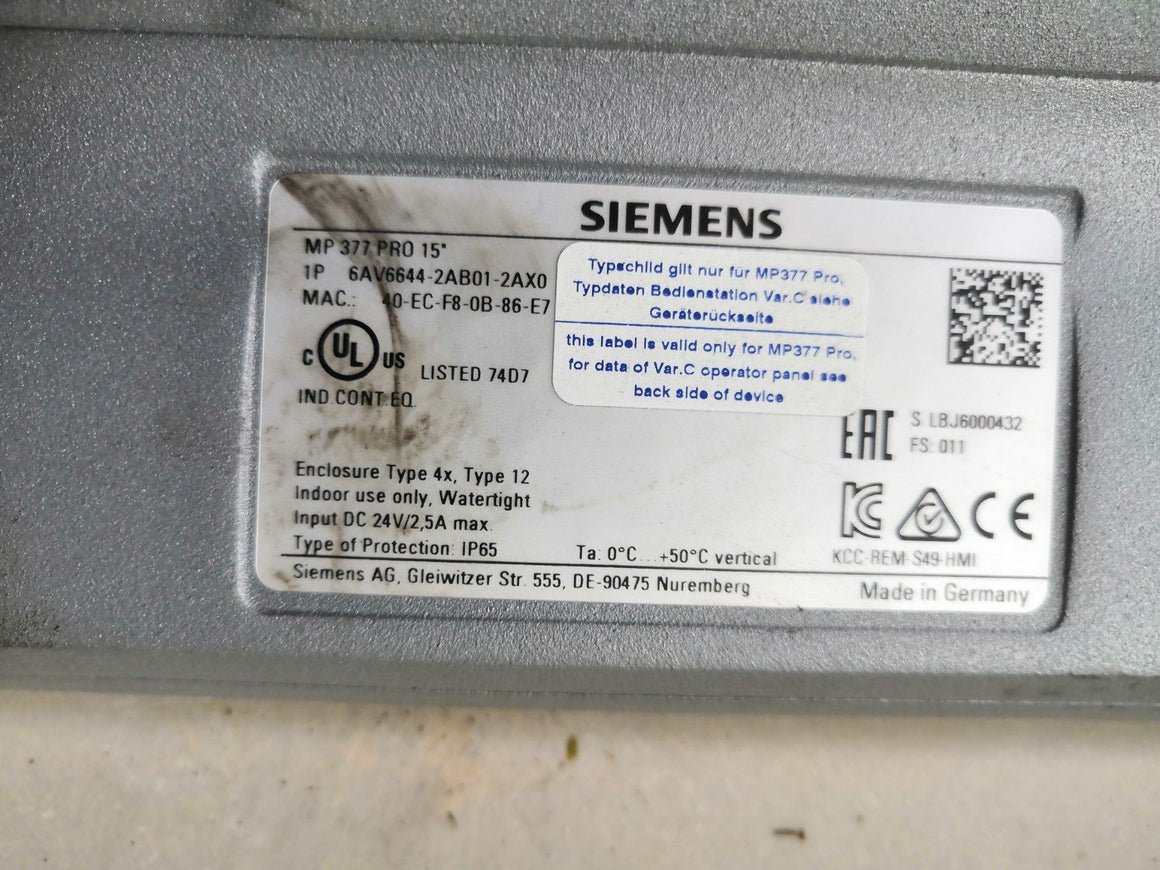 SIEMENS
MP 377 PRO 15"
1P 6AV6644-2AB01-2AX0
MAC.: 40-EC-F8-0B-86-E7
Typschild gilt nur für MP377 Pro,
Typdaten Bedienstation Var.C siehe
Geräterückseite
this label is valid only for MP377 Pro,
for data of Var.C operator panel see
back side of device
C UL US LISTED 74D7
IND.CONT.EQ.
EAC
S LBJ6000432
FS: 011
Enclosure Type 4x, Type 12
Indoor use only, Watertight
Input DC 24V/2,5A max.
Type of Protection: IP65
Ta: 0°C...+50°C vertical
KC CE
KCC-REM-S49-HMI
Siemens AG, Gleiwitzer Str. 555, DE-90475 Nuremberg
Made in Germany